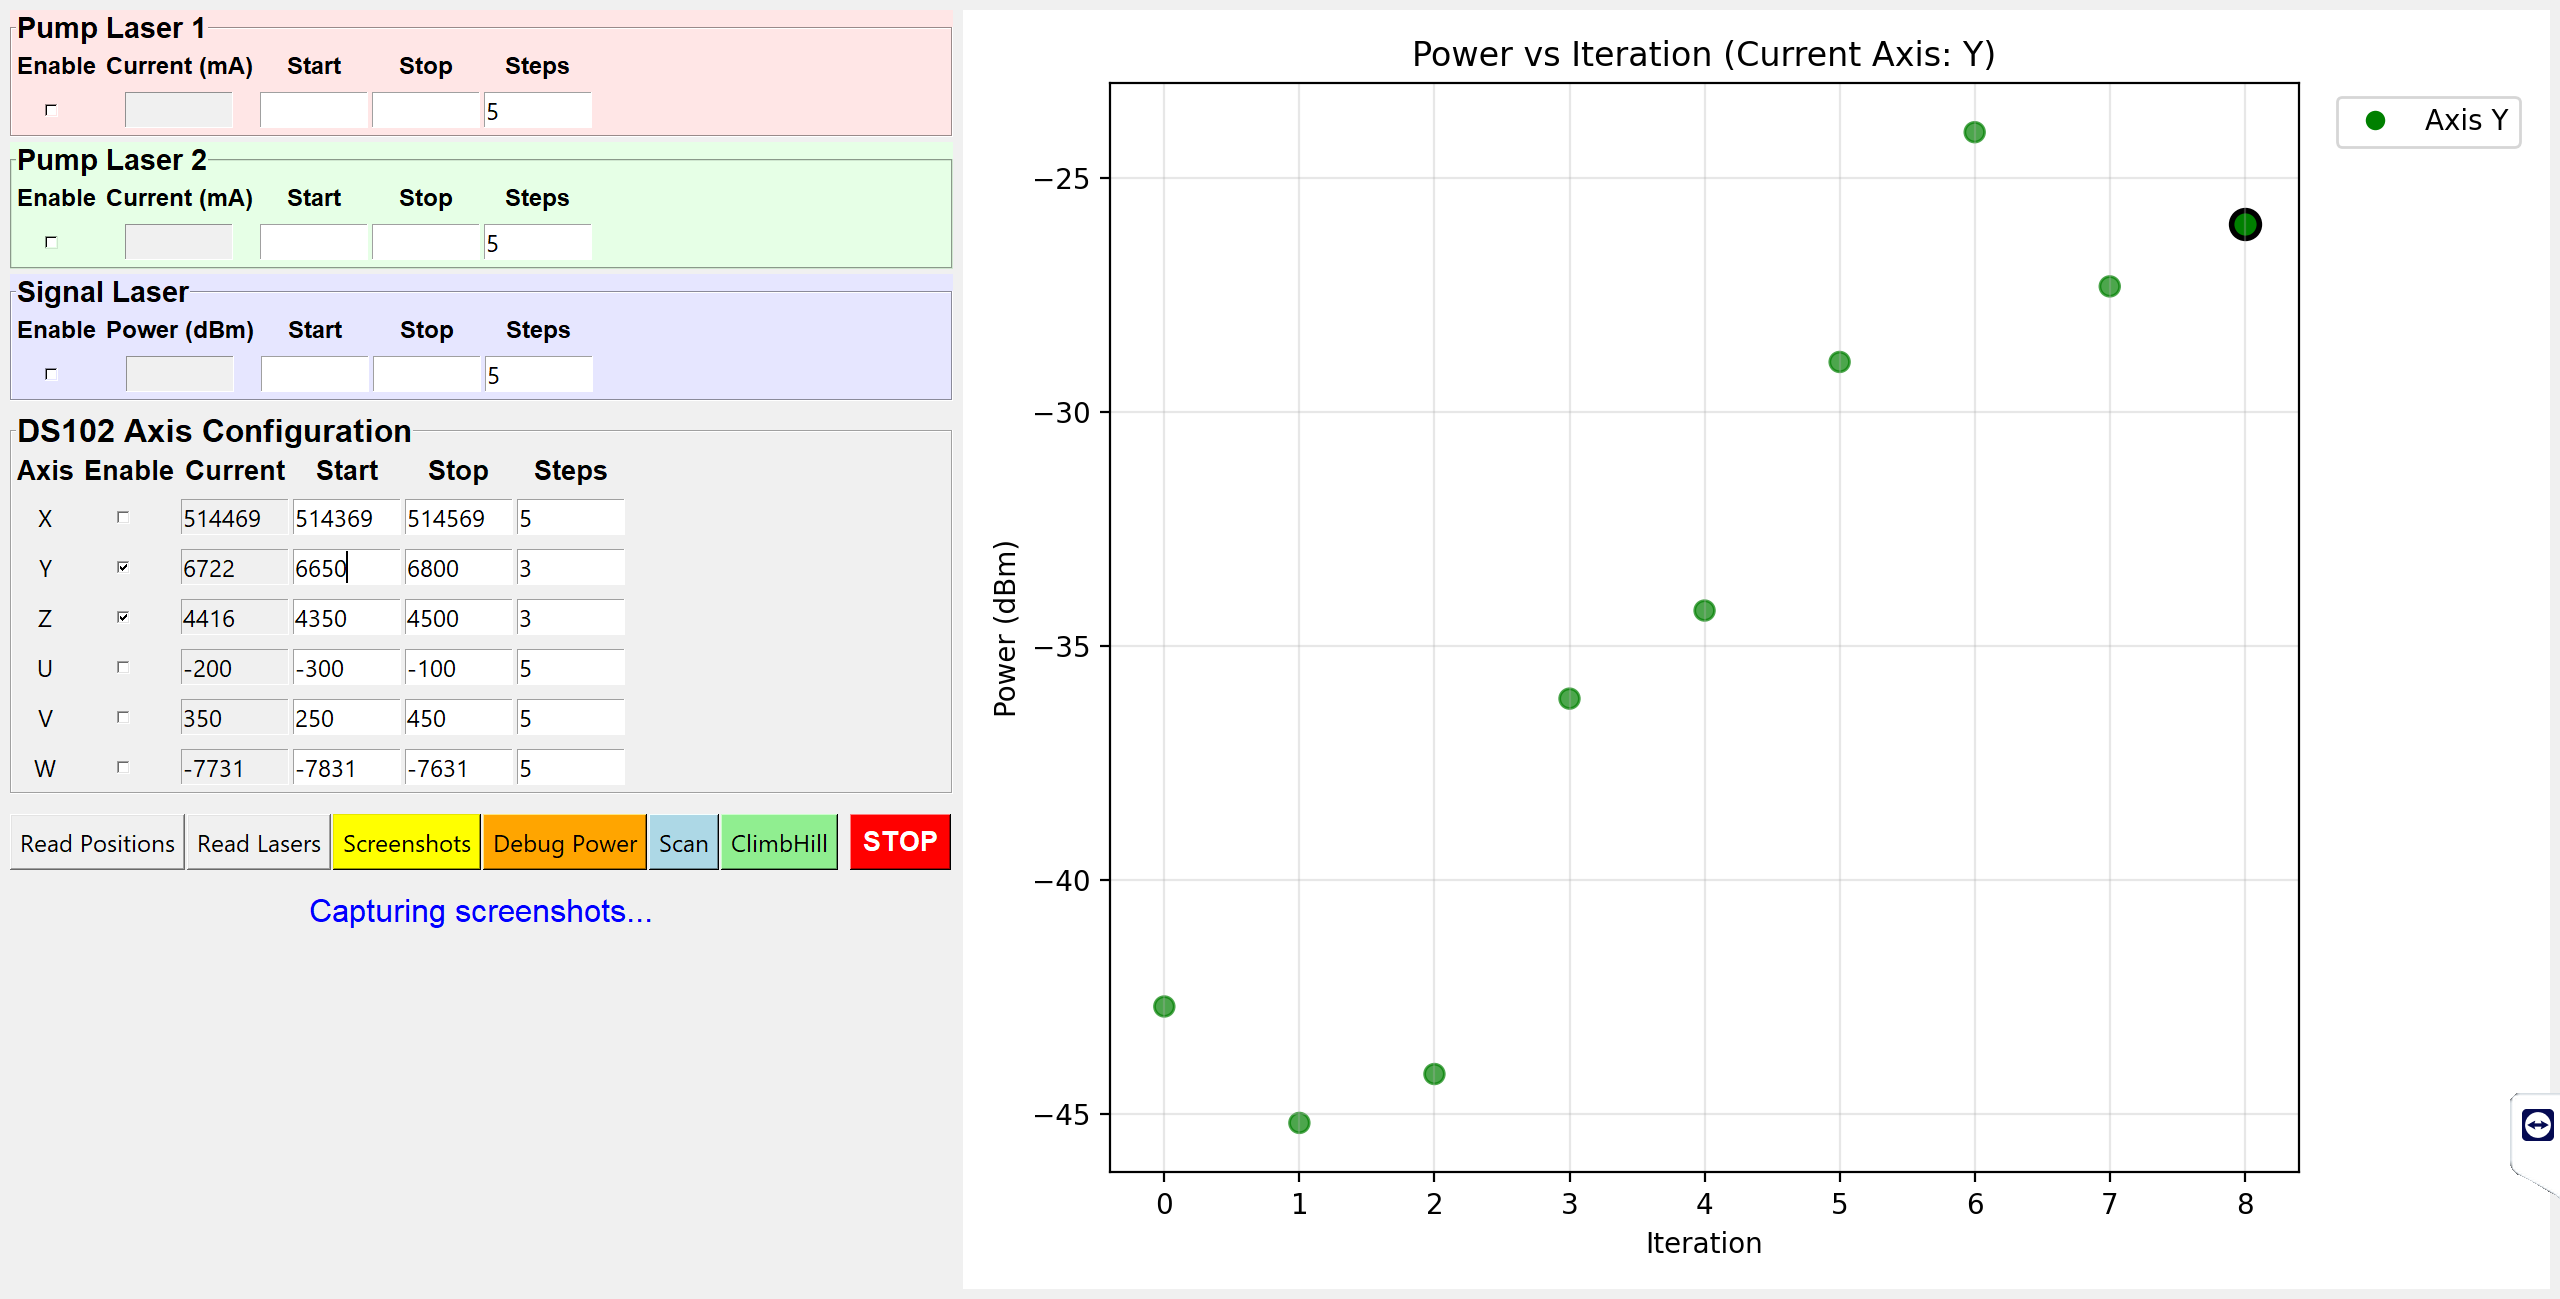 Pump Laser 1
Enable Current (mA) Start Stop Steps
5
Pump Laser 2
Enable Current (mA) Start Stop Steps
5
Signal Laser
Enable Power (dBm) Start Stop Steps
5
DS102 Axis Configuration
Axis Enable Current Start Stop Steps
X 514469 514369 514569 5
Y 6722 6650 6800 3
Z 4416 4350 4500 3
U -200 -300 -100 5
V 350 250 450 5
W -7731 -7831 -7631 5
Read Positions Read Lasers Screenshots Debug Power Scan ClimbHill STOP
Capturing screenshots...
Power vs Iteration (Current Axis: Y)
Axis Y
Power (dBm)
−25
−30
−35
−40
−45
0 1 2 3 4 5 6 7 8
Iteration